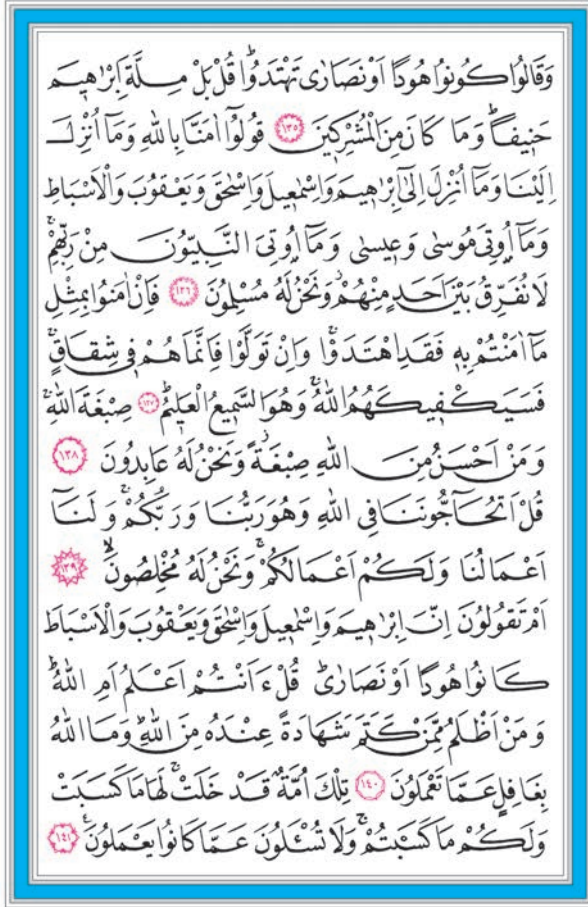 وَقَالُوا كُونُوا هُودًا اَوْ نَصَارٰى تَهْتَدُوا قُلْ بَلْ مِلَّةَ اِبْرٰهٖيمَ
حَنٖيفًا وَمَا كَانَ مِنَ الْمُشْرِكٖينَ ١٣٥ قُولُٓوا اٰمَنَّا بِاللّٰهِ وَمَٓا اُنْزِلَ
اِلَيْنَا وَمَٓا اُنْزِلَ اِلٰٓى اِبْرٰهٖيمَ وَاِسْمٰعٖيلَ وَاِسْحٰقَ وَيَعْقُوبَ وَالْاَسْبَاطِ
وَمَٓا اُو۫تِيَ مُوسٰى وَعٖيسٰى وَمَٓا اُو۫تِيَ النَّبِيُّونَ مِنْ رَبِّهِمْۚ
لَا نُفَرِّقُ بَيْنَ اَحَدٍ مِنْهُمْۘ وَنَحْنُ لَهُ مُسْلِمُونَ ١٣٦ فَاِنْ اٰمَنُوا بِمِثْلِ
مَٓا اٰمَنْتُمْ بِهٖ فَقَدِ اهْتَدَوْاۚ وَاِنْ تَوَلَّوْا فَاِنَّمَا هُمْ فٖي شِقَاقٍۚ
فَسَيَكْفٖيكَهُمُ اللّٰهُۚ وَهُوَ السَّمٖيعُ الْعَلٖيمُۜ ١٣٧ صِبْغَةَ اللّٰهِۚ
وَمَنْ اَحْسَنُ مِنَ اللّٰهِ صِبْغَةًۘ وَنَحْنُ لَهُ عَابِدُونَ ١٣٨
قُلْ اَتُحَٓاجُّونَنَا فِي اللّٰهِ وَهُوَ رَبُّنَا وَرَبُّكُمْۚ وَلَنَٓا
اَعْمَالُنَا وَلَكُمْ اَعْمَالُكُمْۚ وَنَحْنُ لَهُ مُخْلِصُونَۙ ١٣٩
اَمْ تَقُولُونَ اِنَّ اِبْرٰهٖيمَ وَاِسْمٰعٖيلَ وَاِسْحٰقَ وَيَعْقُوبَ وَالْاَسْبَاطَ
كَانُوا هُودًا اَوْ نَصَارٰىۜ قُلْ ءَاَنْتُمْ اَعْلَمُ اَمِ اللّٰهُۜ
وَمَنْ اَظْلَمُ مِمَّنْ كَتَمَ شَهَادَةً عِنْدَهُ مِنَ اللّٰهِۜ وَمَا اللّٰهُ
بِغَافِلٍ عَمَّا تَعْمَلُونَ ١٤٠ تِلْكَ اُمَّةٌ قَدْ خَلَتْۚ لَهَا مَا كَسَبَتْ
وَلَكُمْ مَا كَسَبْتُمْۚ وَلَا تُسْـَٔلُونَ عَمَّا كَانُوا يَعْمَلُونَ ١٤١